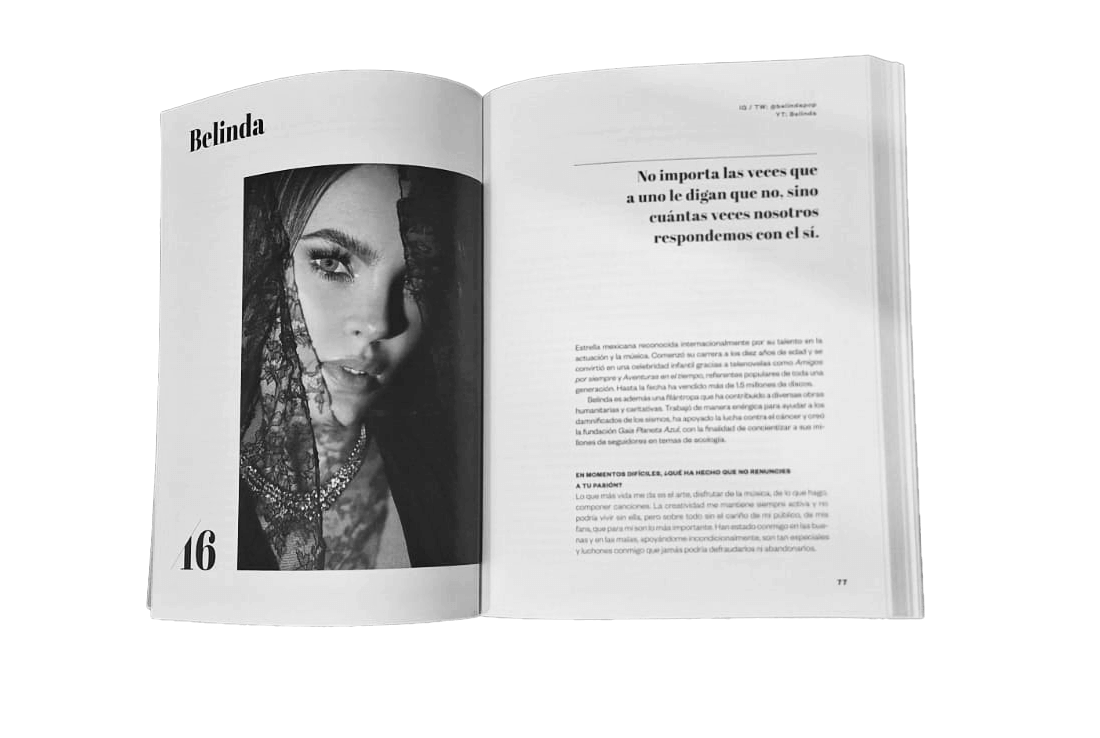 Belinda
16
IG / TW: @belindapop
YT: Belinda
No importa las veces que
a uno le digan que no, sino
cuántas veces nosotros
respondemos con el sí.
Estrella mexicana reconocida internacionalmente por su talento en la
actuación y la música. Comenzó su carrera a los diez años de edad y se
convirtió en una celebridad infantil gracias a telenovelas como Amigos
por siempre y Aventuras en el tiempo, referentes populares de toda una
generación. Hasta la fecha ha vendido más de 1.5 millones de discos.
Belinda es además una filántropa que ha contribuido a diversas obras
humanitarias y caritativas. Trabajó de manera enérgica para ayudar a los
damnificados de los sismos, ha apoyado la lucha contra el cáncer y creó
la fundación Gaia Planeta Azul, con la finalidad de concientizar a sus mi-
llones de seguidores en temas de ecología.
EN MOMENTOS DIFÍCILES, ¿QUÉ HA HECHO QUE NO RENUNCIES
A TU PASIÓN?
Lo que más vida me da es el arte, disfrutar de la música, de lo que hago,
componer canciones. La creatividad me mantiene siempre activa y no
podría vivir sin ella, pero sobre todo sin el cariño de mi público, de mis
fans, que para mí son lo más importante. Han estado conmigo en las bue-
nas y en las malas, apoyándome incondicionalmente, son tan especiales
y luchones conmigo que jamás podría defraudarlos ni abandonarlos.
77